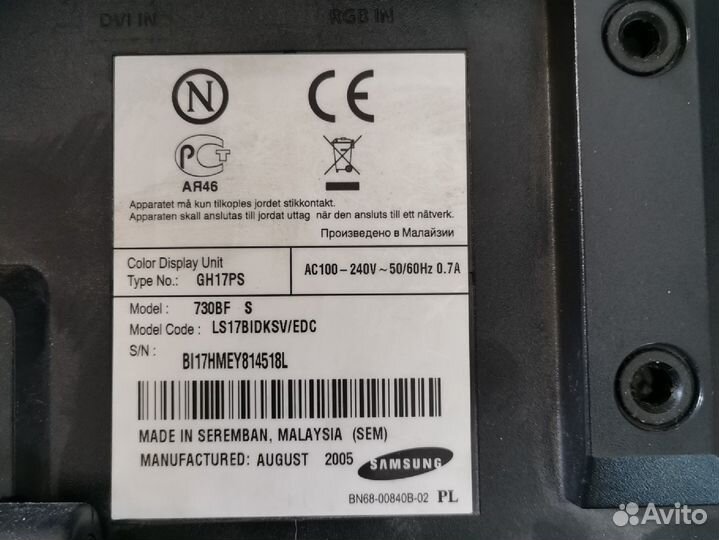 DVI IN
RGB IN
N
CE
РСТ
АЯ46
Apparatet må kun tilkoples jordet stikkontakt.
Apparaten skall anslutas till jordat uttag när den ansluts till ett nätverk.
Произведено в Малайзии
Color Display Unit
Type No.: GH17PS
AC100-240V~50/60Hz 0.7A
Model : 730BF S
Model Code : LS17BIDKSV/EDC
S/N : BI17HMEY814518L
MADE IN SEREMBAN, MALAYSIA (SEM)
MANUFACTURED: AUGUST 2005
SAMSUNG
BN68-00840B-02 PL
Avito